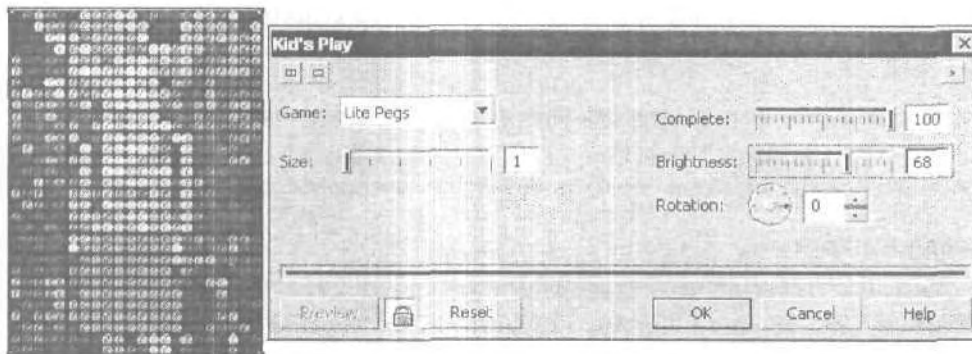 Kid's Play
Game: Lite Pegs
Complete: 100
Size: 1
Brightness: 68
Rotation: 0
Preview Reset OK Cancel Help